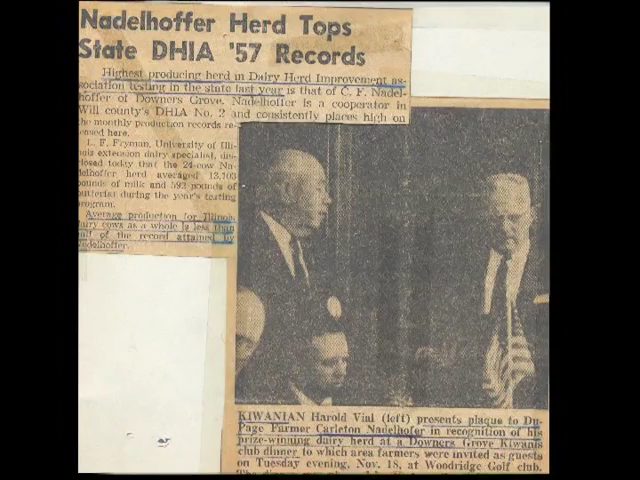 Nadelhoffer Herd Tops
State DHIA '57 Records
Highest producing herd in Dairy Herd Improvement as-
sociation testing in the state last year is that of C. F. Nadel-
hoffer of Downers Grove. Nadelhoffer is a cooperator in
Will county's DHIA No. 2 and consistently places high on
the monthly production records re-
leased here.
L. F. Fryman, University of Illi-
nois extension dairy specialist, dis-
closed today that the 24-cow Na-
delhoffer herd averaged 13,103
pounds of milk and 592 pounds of
butterfat during the year's testing
program.
Average production for Illinois
dairy cows as a whole is less than
half of the record attained by
Nadelhoffer.
KIWANIAN Harold Vial (left) presents plaque to Du-
Page Farmer Carleton Nadelhofer in recognition of his
prize-winning dairy herd at a Downers Grove Kiwanis
club dinner to which area farmers were invited as guests
on Tuesday evening, Nov. 18, at Woodridge Golf club.